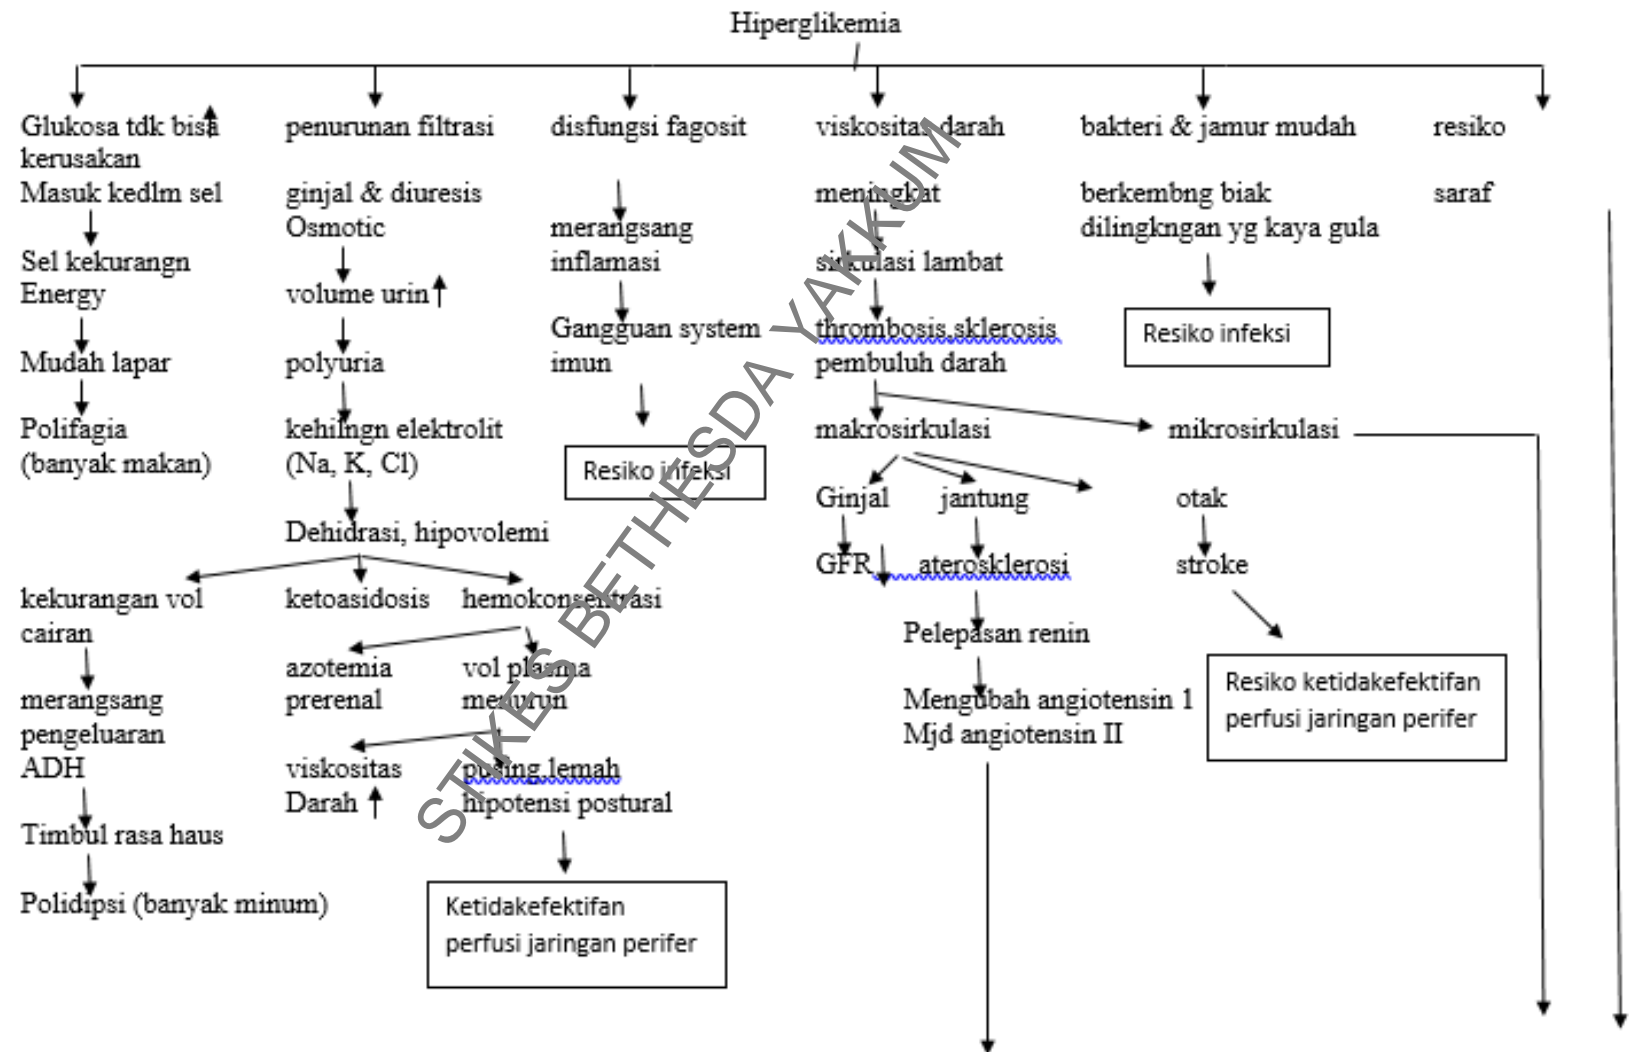 Hiperglikemia
Glukosa tdk bisa penurunan filtrasi disfungsi fagosit viskositas darah bakteri & jamur mudah resiko
kerusakan
Masuk kedlm sel ginjal & diuresis meningkat berkembng biak saraf
Osmotic merangsang dilingkngan yg kaya gula
Sel kekurangn inflamasi sirkulasi lambat
Energy volume urin
Gangguan system thrombosis,sklerosis Resiko infeksi
Mudah lapar polyuria imun pembuluh darah
Polifagia kehilngn elektrolit makrosirkulasi mikrosirkulasi
(banyak makan) (Na, K, Cl) Resiko infeksi
Ginjal jantung otak
Dehidrasi, hipovolemi
GFR aterosklerosi stroke
kekurangan vol ketoasidosis hemokonsentrasi
cairan Pelepasan renin
azotemia vol plasma
merangsang prerenal menurun Mengubah angiotensin 1 Resiko ketidakefektifan
pengeluaran Mjd angiotensin II perfusi jaringan perifer
ADH viskositas pusing,lemah
Darah hipotensi postural
Timbul rasa haus
Polidipsi (banyak minum) Ketidakefektifan
perfusi jaringan perifer
STIKES BETHESDA YAKKUM